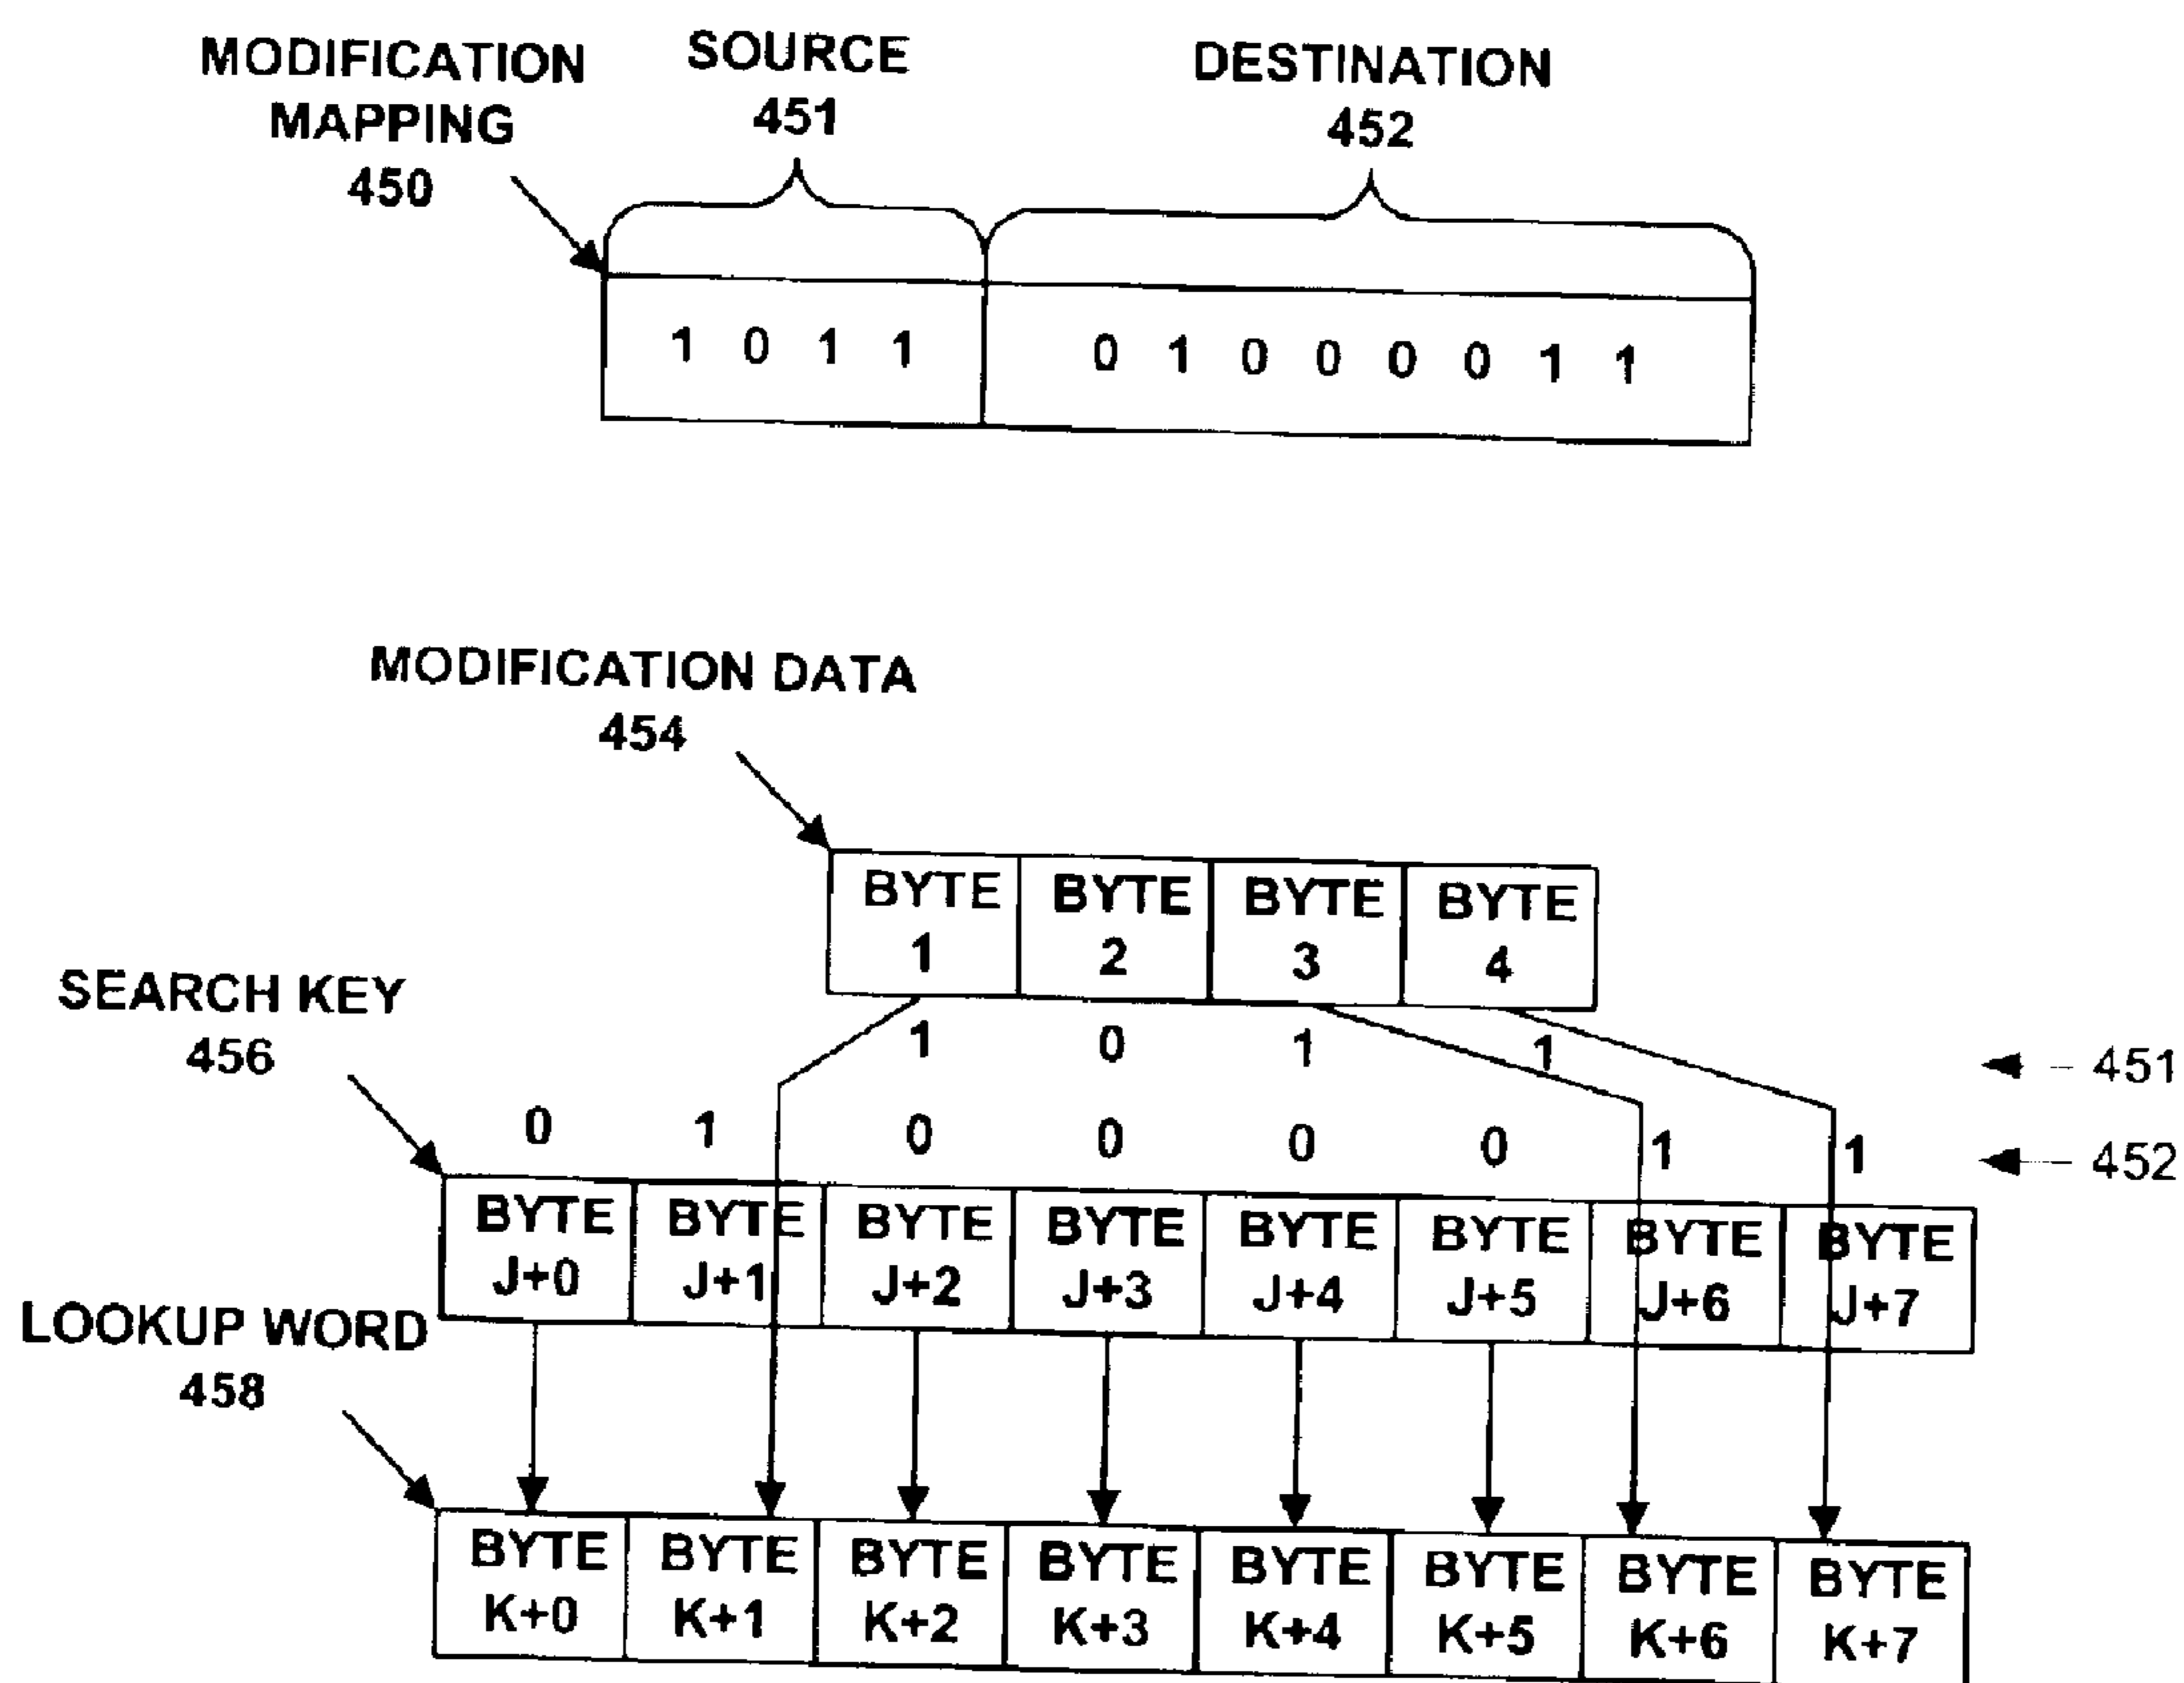 MODIFICATION
MAPPING
450
SOURCE
451
DESTINATION
452
1 0 1 1
0 1 0 0 0 0 1 1
MODIFICATION DATA
454
BYTE
1
BYTE
2
BYTE
3
BYTE
4
1 0 1 1
451
SEARCH KEY
456
0 1 0 0 0 0 1 1
452
BYTE
J+0
BYTE
J+1
BYTE
J+2
BYTE
J+3
BYTE
J+4
BYTE
J+5
BYTE
J+6
BYTE
J+7
LOOKUP WORD
458
BYTE
K+0
BYTE
K+1
BYTE
K+2
BYTE
K+3
BYTE
K+4
BYTE
K+5
BYTE
K+6
BYTE
K+7